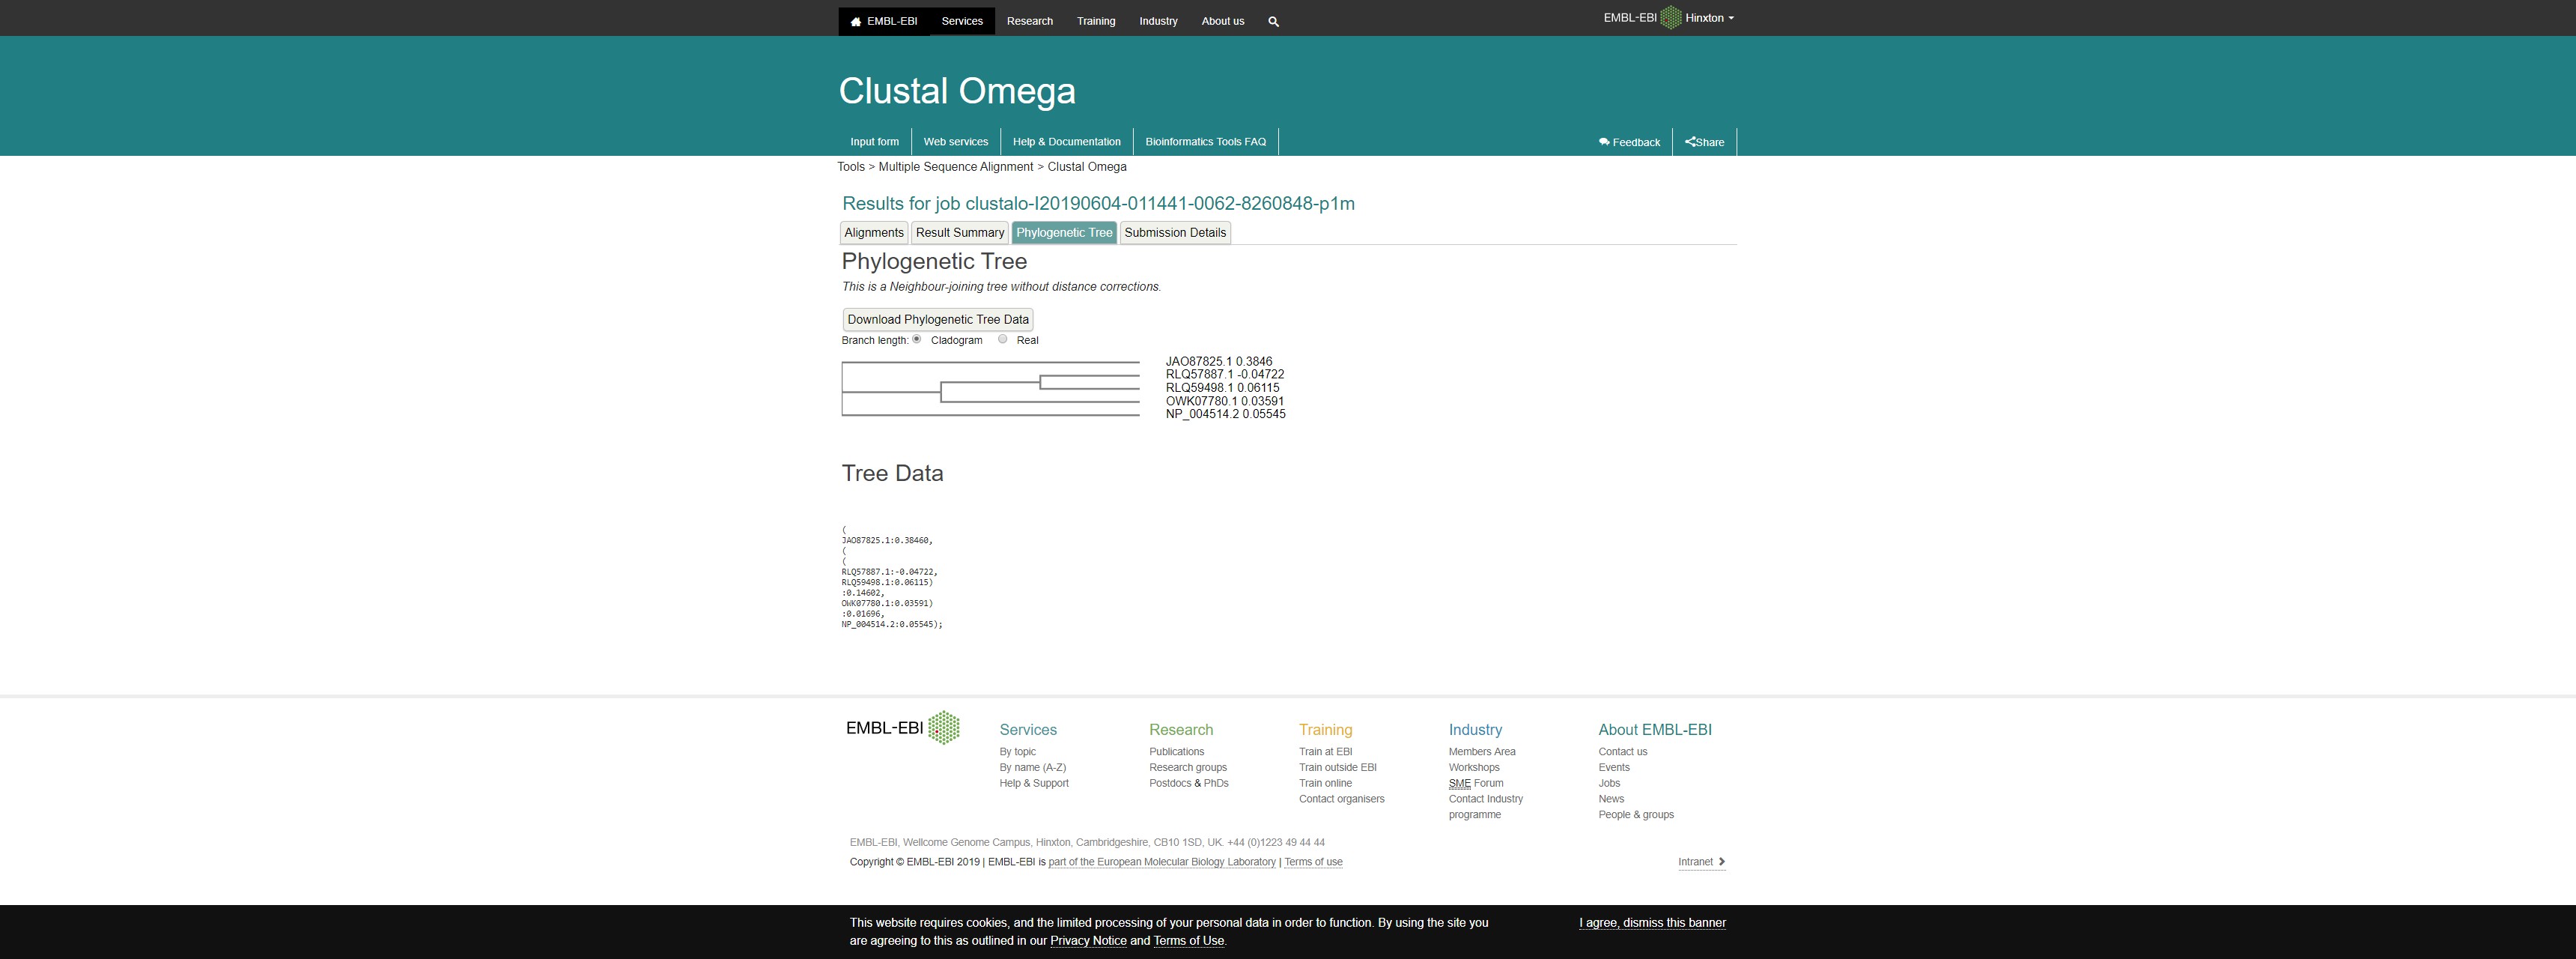 EMBL-EBI Services Research Training Industry About us
EMBL-EBI Hinxton
Clustal Omega
Input form Web services Help & Documentation Bioinformatics Tools FAQ Feedback Share
Tools > Multiple Sequence Alignment > Clustal Omega
Results for job clustalo-I20190604-011441-0062-8260848-p1m
Alignments Result Summary Phylogenetic Tree Submission Details
Phylogenetic Tree
This is a Neighbour-joining tree without distance corrections.
Download Phylogenetic Tree Data
Branch length: Cladogram Real
JAO87825.1 0.3846
RLQ57887.1 -0.04722
RLQ59498.1 0.06115
OWK07780.1 0.03591
NP_004514.2 0.05545
Tree Data
(
JAO87825.1:0.38460,
(
(
RLQ57887.1:-0.04722,
RLQ59498.1:0.06115)
:0.14602,
OWK07780.1:0.03591)
:0.01696,
NP_004514.2:0.05545);
EMBL-EBI
Services
By topic
By name (A-Z)
Help & Support
Research
Publications
Research groups
Postdocs & PhDs
Training
Train at EBI
Train outside EBI
Train online
Contact organisers
Industry
Members Area
Workshops
SME Forum
Contact Industry
programme
About EMBL-EBI
Contact us
Events
Jobs
News
People & groups
EMBL-EBI, Wellcome Genome Campus, Hinxton, Cambridgeshire, CB10 1SD, UK. +44 (0)1223 49 44 44
Copyright © EMBL-EBI 2019 | EMBL-EBI is part of the European Molecular Biology Laboratory | Terms of use
Intranet
This website requires cookies, and the limited processing of your personal data in order to function. By using the site you
are agreeing to this as outlined in our Privacy Notice and Terms of Use.
I agree, dismiss this banner